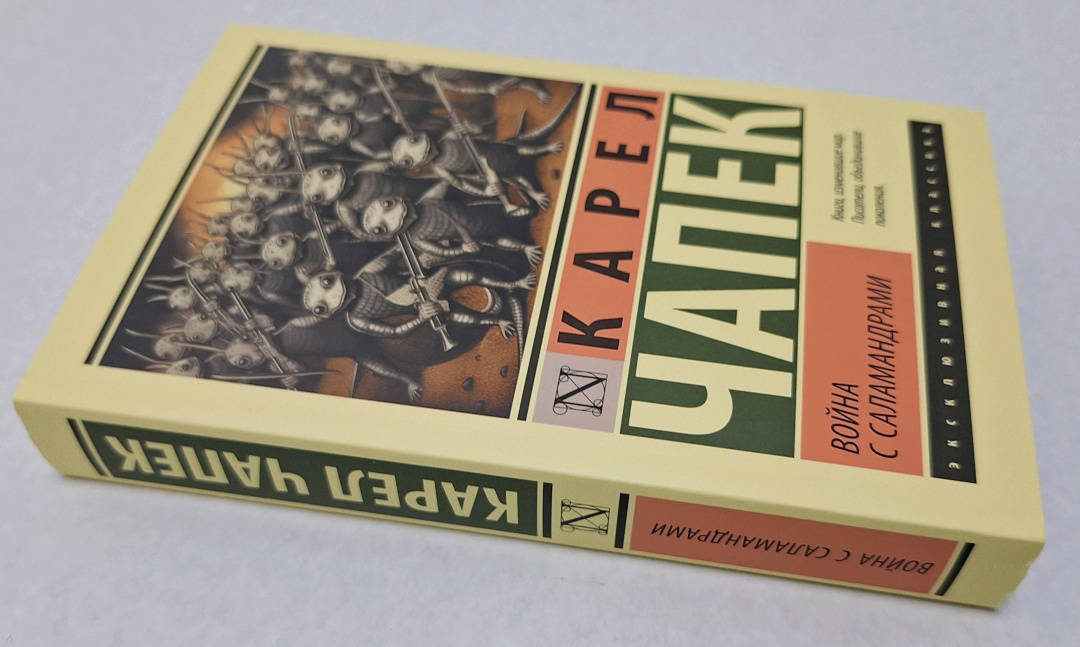 КАРЕЛ
ЧАПЕК
ВОЙНА
С САЛАМАНДРАМИ
Книги, изменившие мир.
Писатели, объединившие
поколения.
ЭКСКЛЮЗИВНАЯ КЛАССИКА
КАРЕЛ ЧАПЕК
ВОЙНА С САЛАМАНДРАМИ